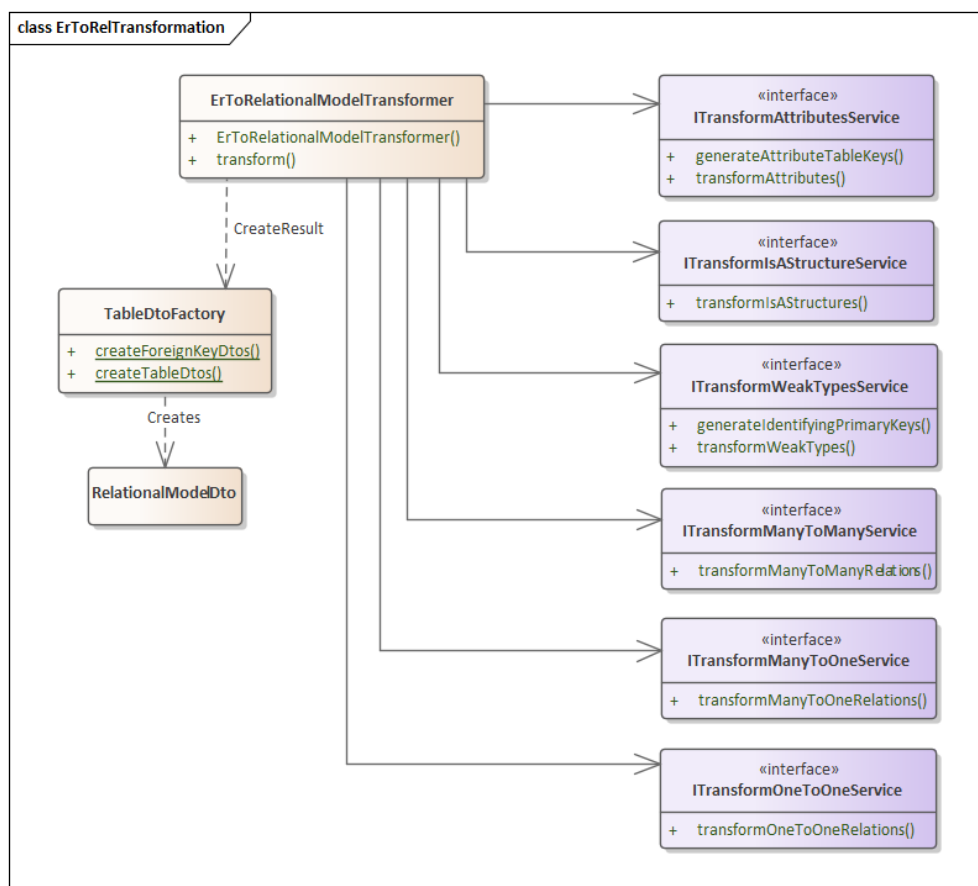 class ErToRelTransformation
ErToRelationalModelTransformer
+ ErToRelationalModelTransformer()
+ transform()
CreateResult
TableDtoFactory
+ createForeignKeyDtos()
+ createTableDtos()
Creates
RelationalModelDto
«interface»
ITransformAttributesService
+ generateAttributeTableKeys()
+ transformAttributes()
«interface»
ITransformIsAStructureService
+ transformIsAStructures()
«interface»
ITransformWeakTypesService
+ generateIdentifyingPrimaryKeys()
+ transformWeakTypes()
«interface»
ITransformManyToManyService
+ transformManyToManyRelations()
«interface»
ITransformManyToOneService
+ transformManyToOneRelations()
«interface»
ITransformOneToOneService
+ transformOneToOneRelations()